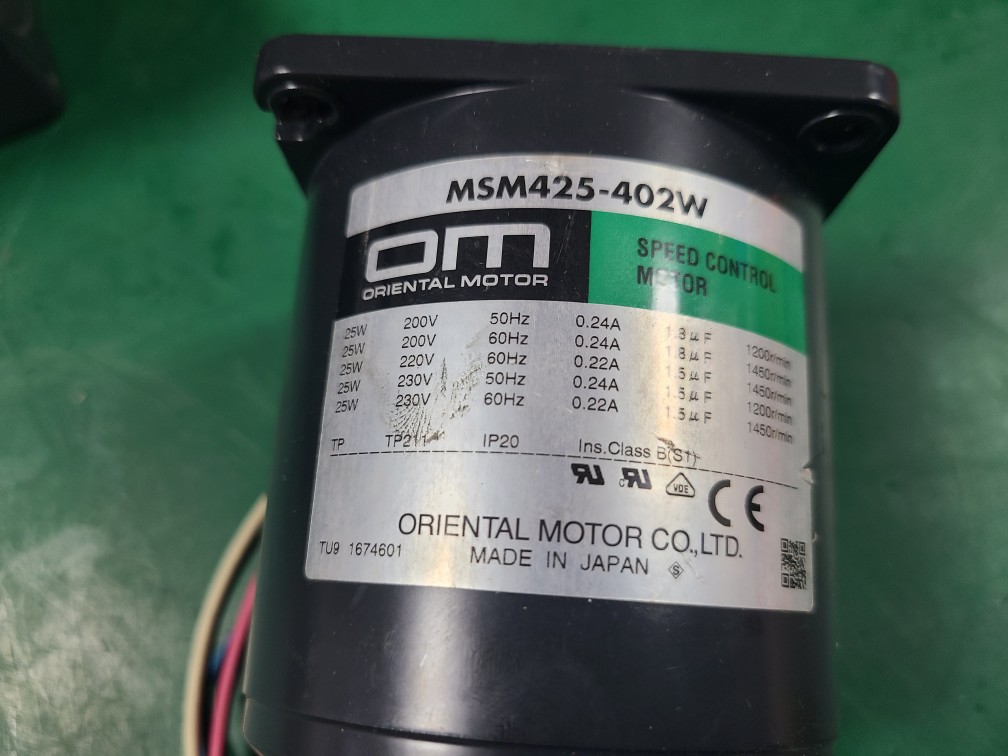 MSM425-402W
om
ORIENTAL MOTOR
SPEED CONTROL
MOTOR
25W 200V 50Hz 0.24A 1.8μF 1200r/min
25W 200V 60Hz 0.24A 1.8μF 1450r/min
25W 220V 60Hz 0.22A 1.5μF 1450r/min
25W 230V 50Hz 0.24A 1.5μF 1200r/min
25W 230V 60Hz 0.22A 1.5μF 1450r/min
TP TP211 IP20 Ins.Class B(S1)
RU cRU VDE CE
ORIENTAL MOTOR CO.,LTD.
TU9 1674601 MADE IN JAPAN S